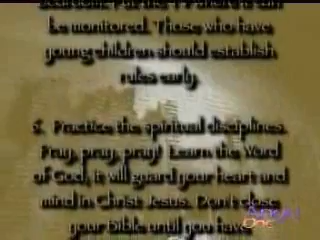 be monitored. Those who have
young children should establish
rules early.
6. Practice the spiritual disciplines.
Pray, pray, pray! Learn the Word
of God, it will guard your heart and
mind in Christ Jesus. Don't close
your Bible until you have